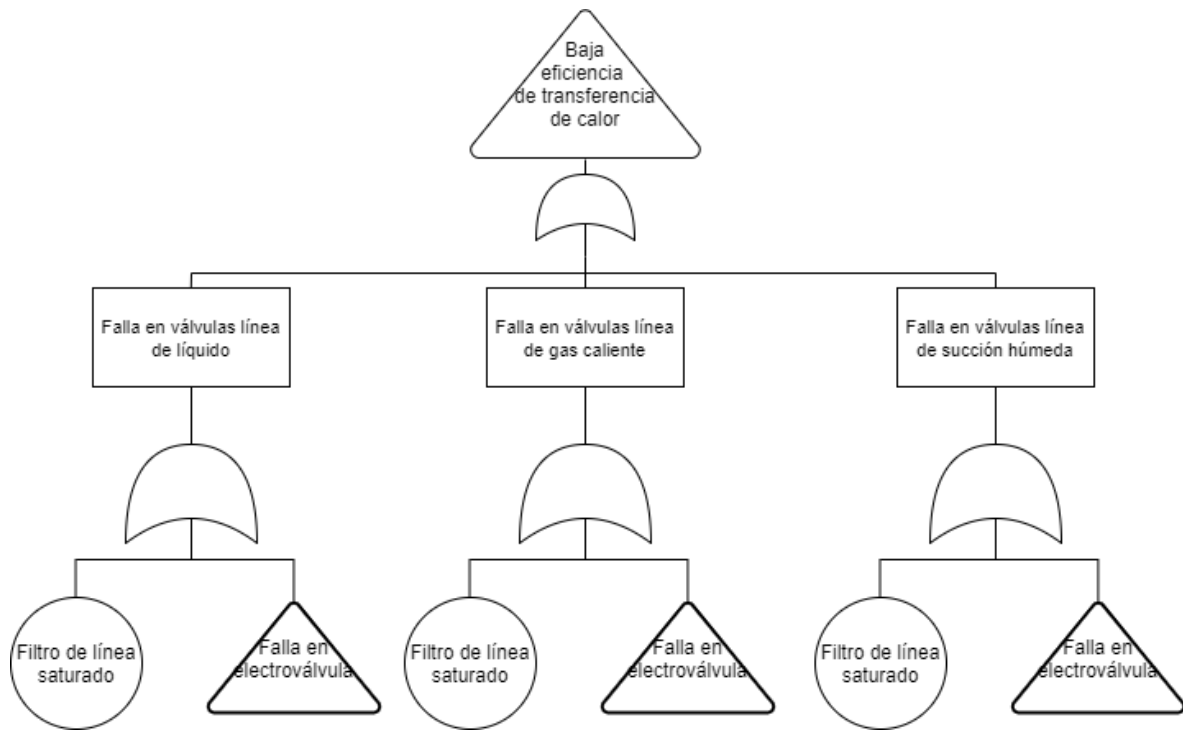 Baja
eficiencia
de transferencia
de calor
Falla en válvulas línea
de líquido
Falla en válvulas línea
de gas caliente
Falla en válvulas línea
de succión húmeda
Filtro de línea
saturado
Falla en
electroválvula
Filtro de línea
saturado
Falla en
electroválvula
Filtro de línea
saturado
Falla en
electroválvula